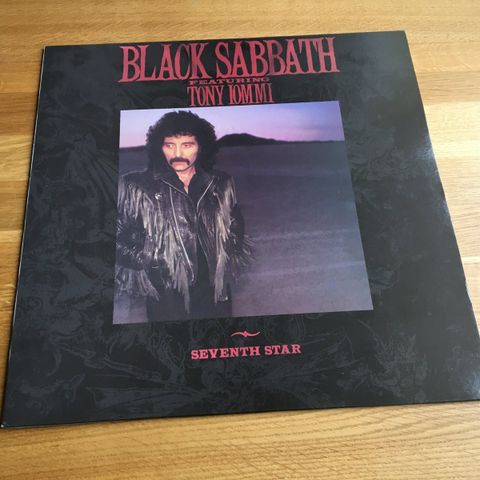 BLACK SABBATH
FEATURING
TONY IOMMI
SEVENTH STAR